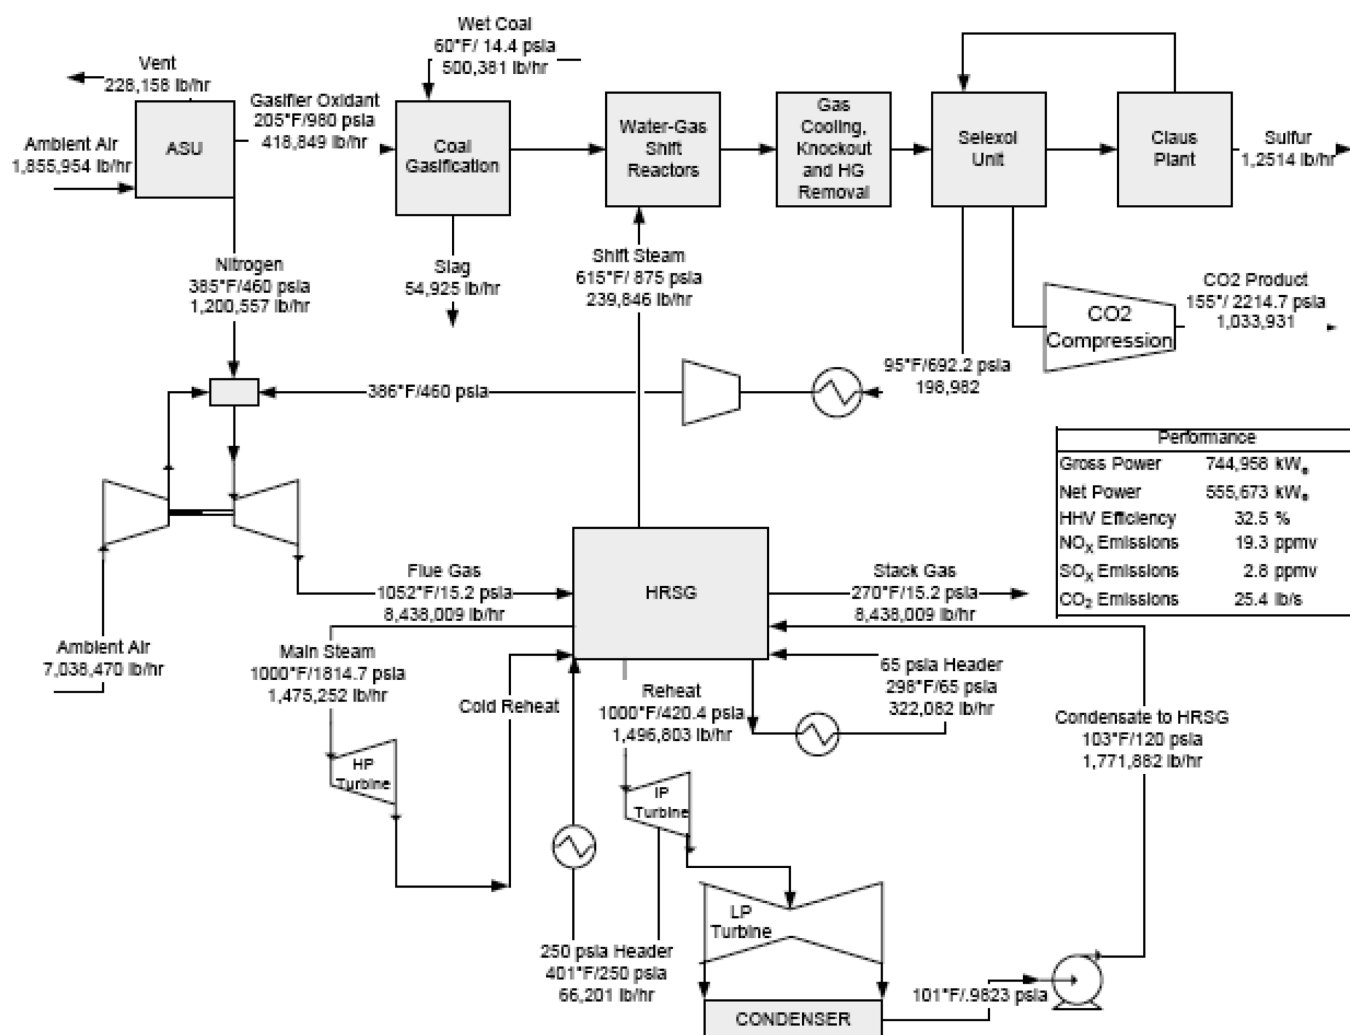 Wet Coal
60°F/ 14.4 psia
500,381 lb/hr
Vent
228,158 lb/hr
Gasifier Oxidant
205°F/980 psia
418,849 lb/hr
Ambient Air
1,855,954 lb/hr
ASU
Coal
Gasification
Water-Gas
Shift
Reactors
Gas
Cooling,
Knockout
and HG
Removal
Selexol
Unit
Claus
Plant
Sulfur
1,2514 lb/hr
Nitrogen
385°F/460 psia
1,200,557 lb/hr
Slag
54,925 lb/hr
Shift Steam
615°F/ 875 psia
239,846 lb/hr
CO2 Product
155°/ 2214.7 psia
1,033,931
CO2
Compression
386°F/460 psia
95°F/692.2 psia
198,982
Performance
Gross Power 744,958 kWe
Net Power 555,673 kWe
HHV Efficiency 32.5 %
NOX Emissions 19.3 ppmv
SOX Emissions 2.8 ppmv
CO2 Emissions 25.4 lb/s
Flue Gas
1052°F/15.2 psia
8,438,009 lb/hr
HRSG
Stack Gas
270°F/15.2 psia
8,438,009 lb/hr
Ambient Air
7,038,470 lb/hr
Main Steam
1000°F/1814.7 psia
1,475,252 lb/hr
Cold Reheat
Reheat
1000°F/420.4 psia
1,496,803 lb/hr
65 psia Header
298°F/65 psia
322,082 lb/hr
Condensate to HRSG
103°F/120 psia
1,771,882 lb/hr
HP
Turbine
IP
Turbine
LP
Turbine
250 psia Header
401°F/250 psia
66,201 lb/hr
101°F/.9823 psia
CONDENSER